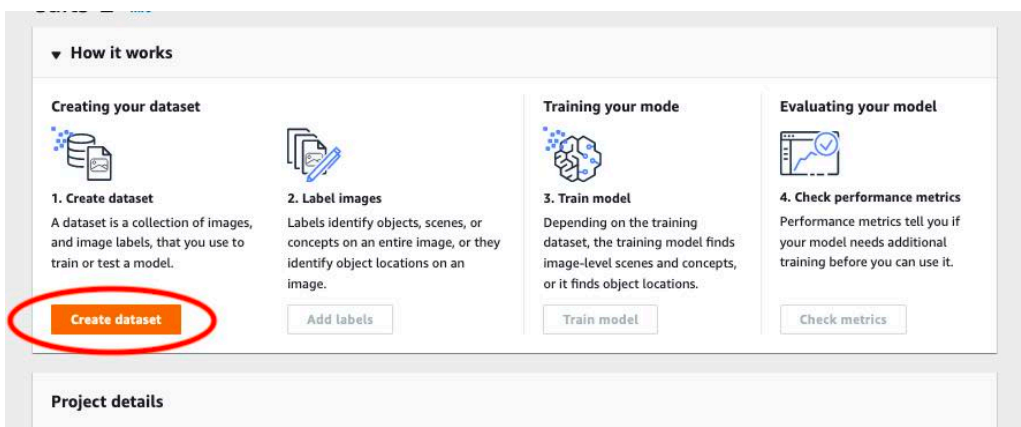 ▼ How it works
Creating your dataset
1. Create dataset
A dataset is a collection of images,
and image labels, that you use to
train or test a model.
Create dataset
2. Label images
Labels identify objects, scenes, or
concepts on an entire image, or they
identify object locations on an
image.
Add labels
Training your mode
3. Train model
Depending on the training
dataset, the training model finds
image-level scenes and concepts,
or it finds object locations.
Train model
Evaluating your model
4. Check performance metrics
Performance metrics tell you if
your model needs additional
training before you can use it.
Check metrics
Project details